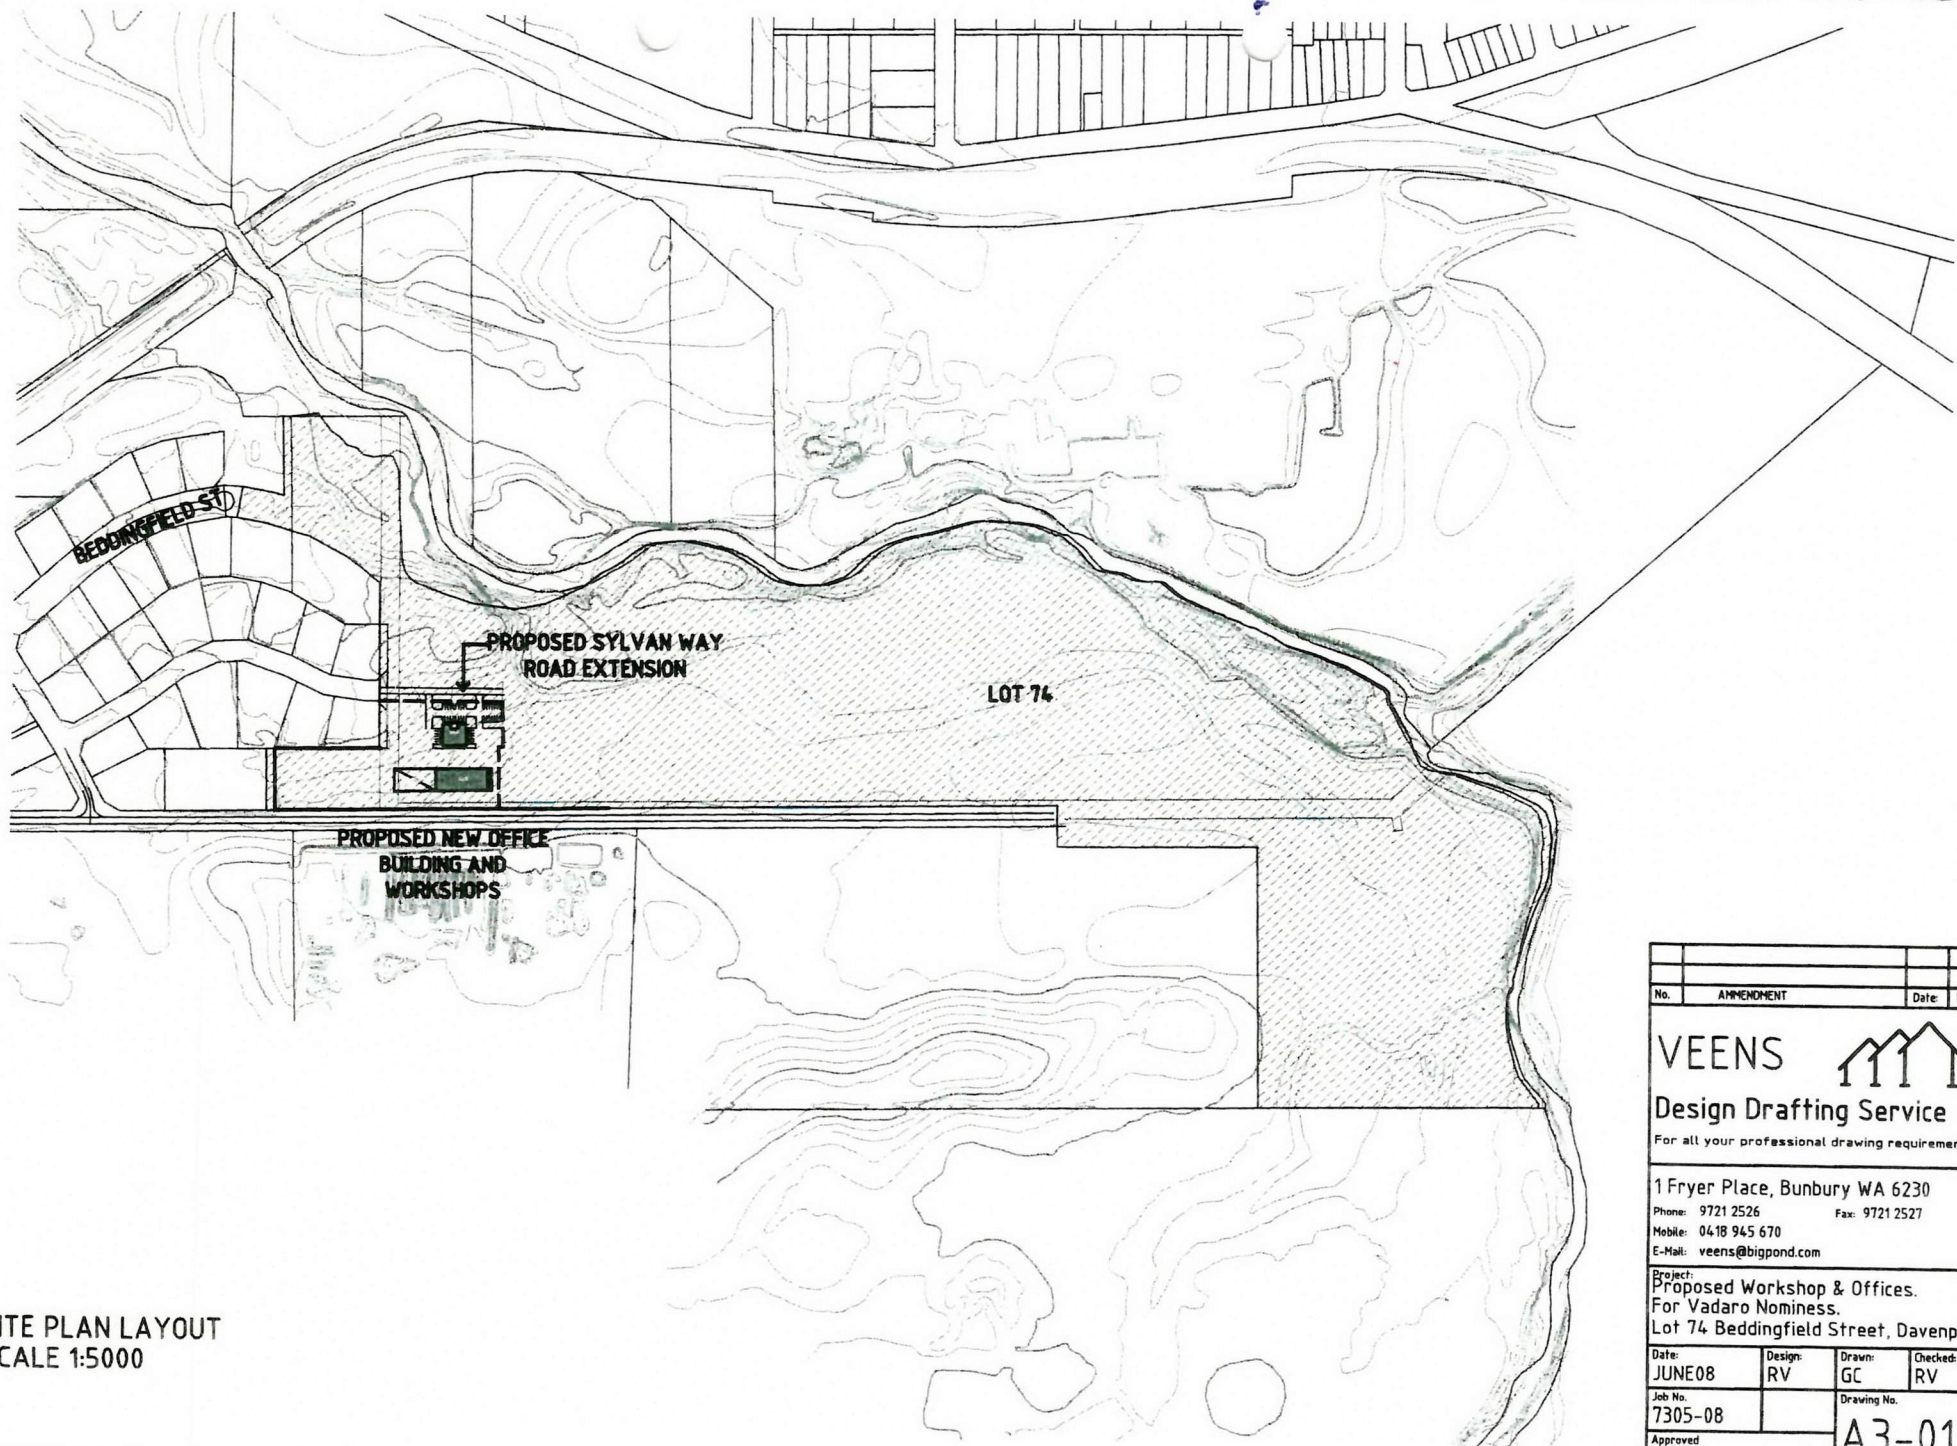 BEDDINGFIELD ST
PROPOSED SYLVAN WAY
ROAD EXTENSION
LOT 74
PROPOSED NEW OFFICE
BUILDING AND
WORKSHOPS
ITE PLAN LAYOUT
CALE 1:5000
No. AMMENDMENT Date:
VEENS
Design Drafting Service
For all your professional drawing requiremen
1 Fryer Place, Bunbury WA 6230
Phone: 9721 2526 Fax: 9721 2527
Mobile: 0418 945 670
E-Mail: veens@bigpond.com
Project:
Proposed Workshop & Offices.
For Vadaro Nominess.
Lot 74 Beddingfield Street, Davenp
Date: Design: Drawn: Checked:
JUNE08 RV GC RV
Job No. Drawing No.
7305-08 A3-01
Approved